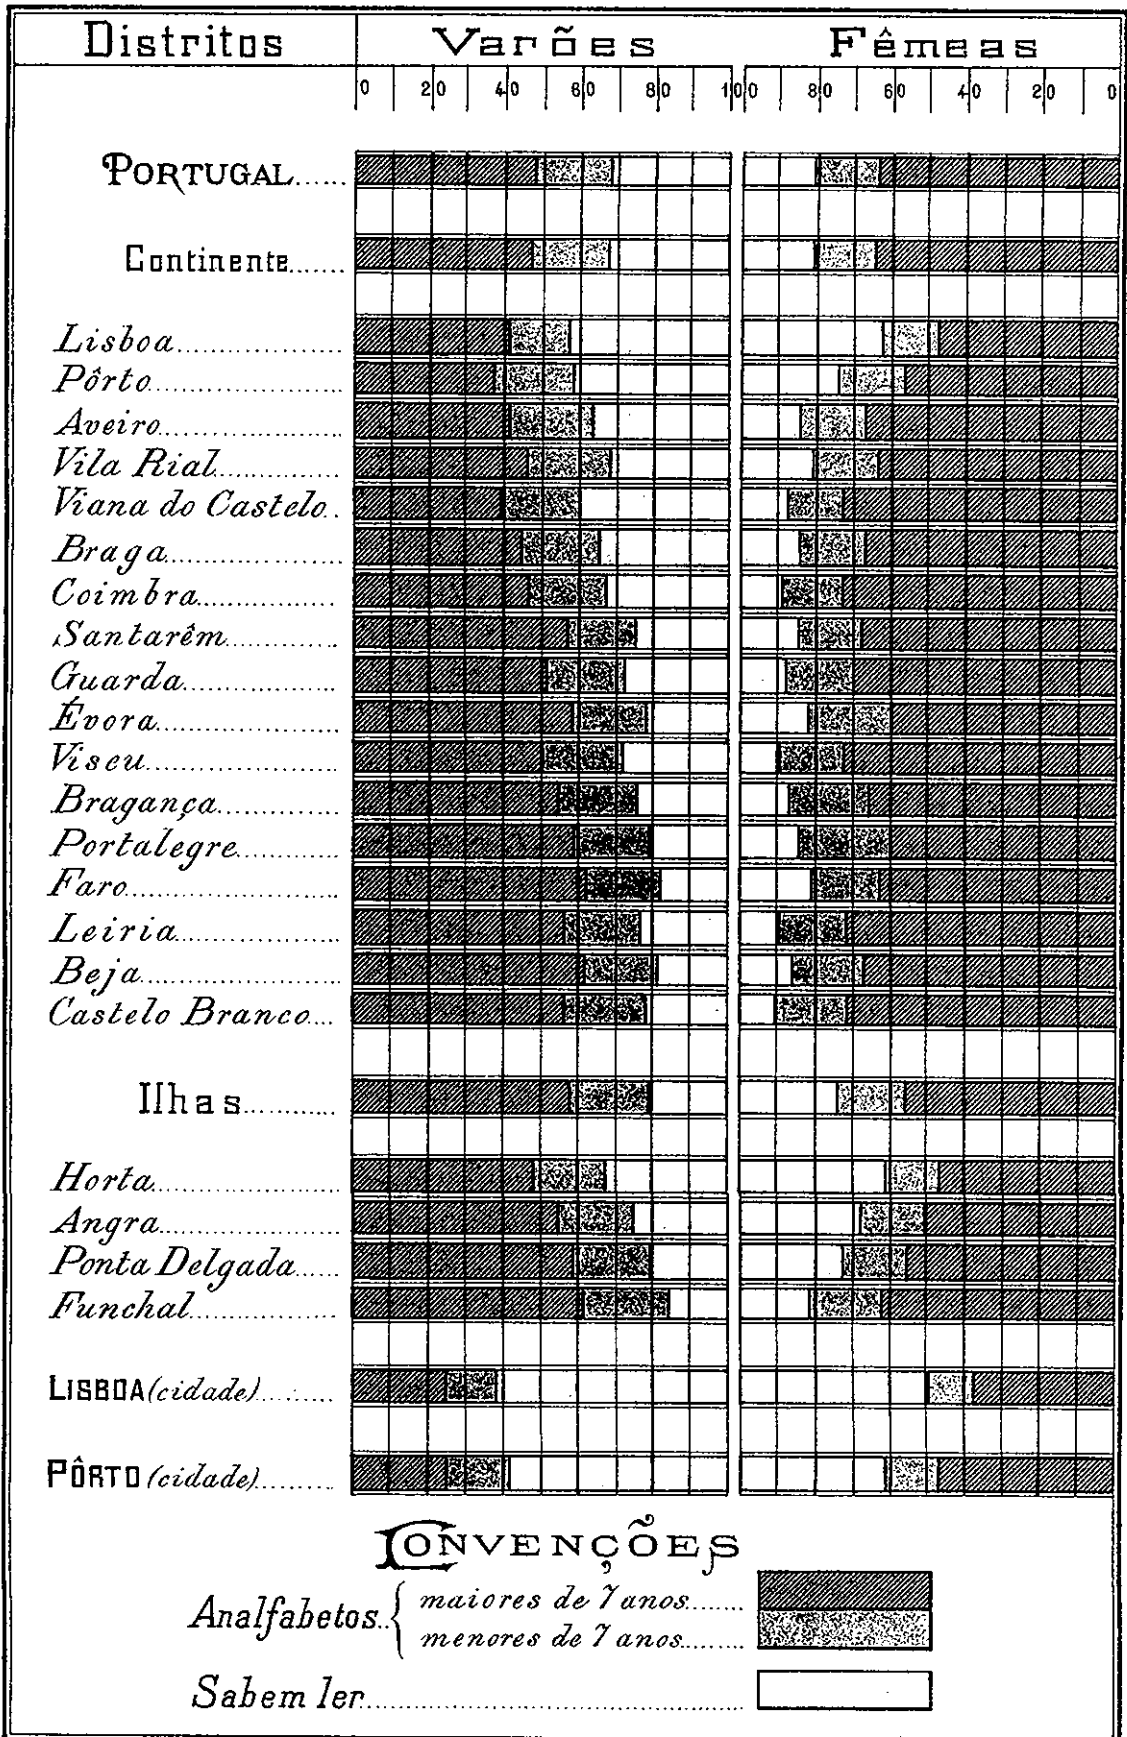 Distritos Varões Fêmeas
0 20 40 60 80 100 80 60 40 20 0
PORTUGAL......
Continente.......
Lisboa....................
Pôrto.......................
Aveiro......................
Vila Rial................
Viana do Castelo..
Braga.....................
Coimbra.................
Santarêm..............
Guarda...................
Évora......................
Viseu........................
Bragança...............
Portalegre............
Faro..........................
Leiria.....................
Beja.........................
Castelo Branco...
Ilhas...........
Horta.......................
Angra......................
Ponta Delgada.....
Funchal..................
LISBOA (cidade).........
PÔRTO (cidade).........
CONVENÇÕES
Analfabetos.. { maiores de 7 anos.......
menores de 7 anos........
Sabem ler..............................................